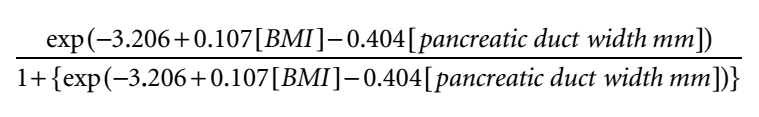 exp(−3.206+0.107[BMI]−0.404[pancreatic duct width mm])
1+{exp(−3.206+0.107[BMI]−0.404[pancreatic duct width mm])}